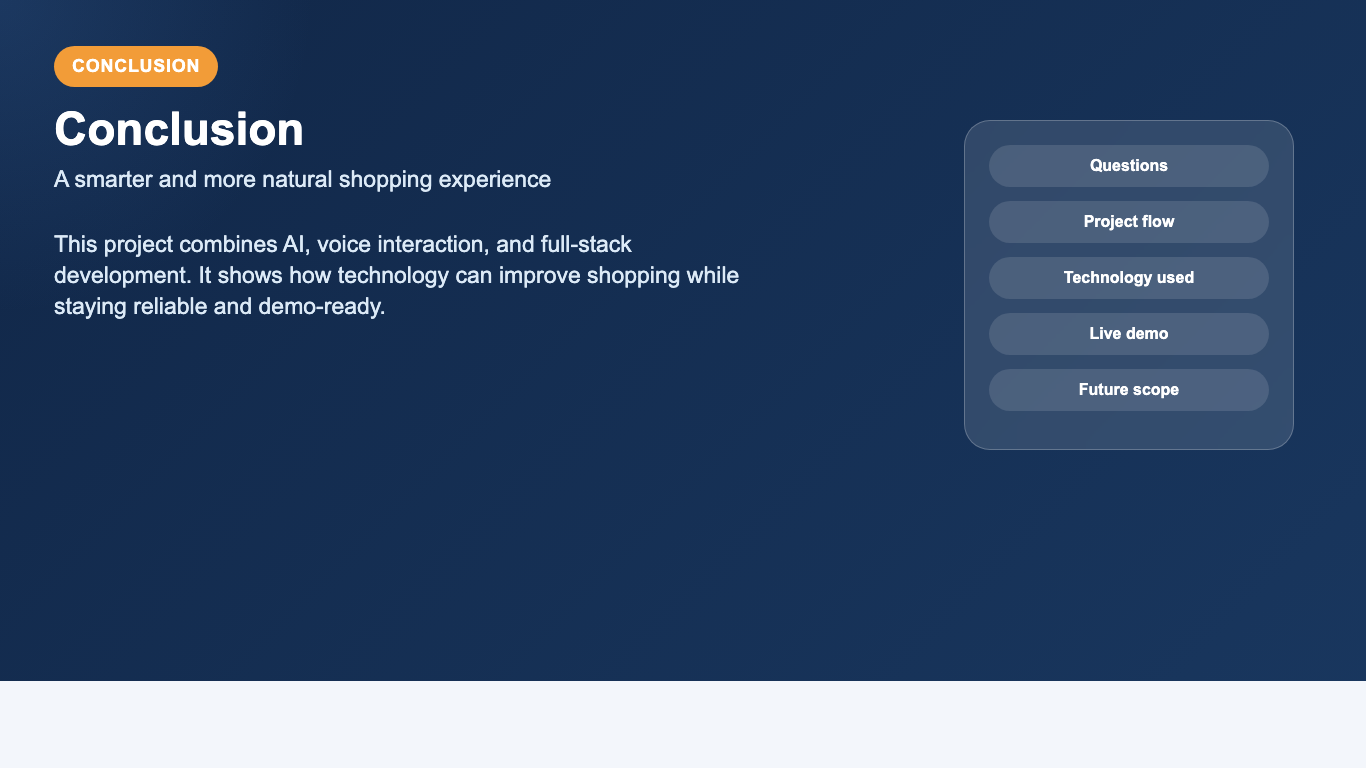 CONCLUSION
Conclusion
A smarter and more natural shopping experience
This project combines AI, voice interaction, and full-stack
development. It shows how technology can improve shopping while
staying reliable and demo-ready.
Questions
Project flow
Technology used
Live demo
Future scope